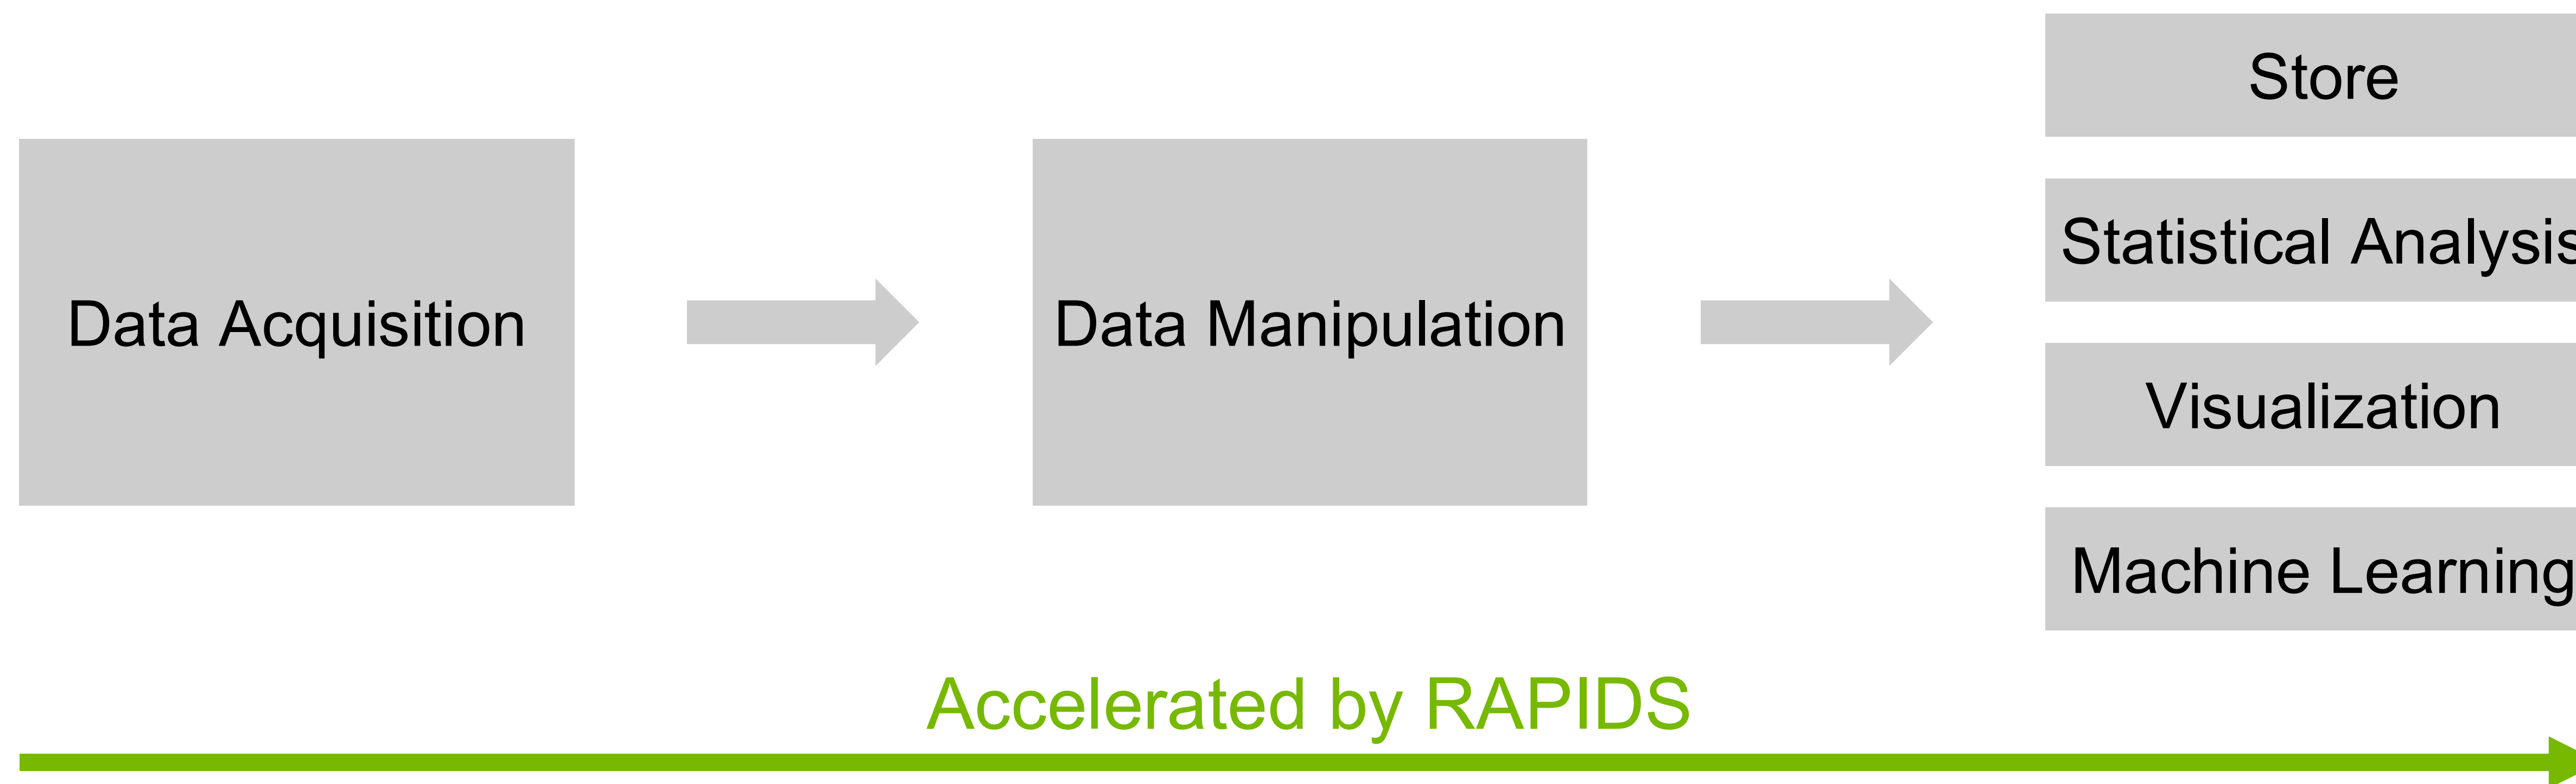 Store
Statistical Analysis
Data Acquisition
Data Manipulation
Visualization
Machine Learning
Accelerated by RAPIDS